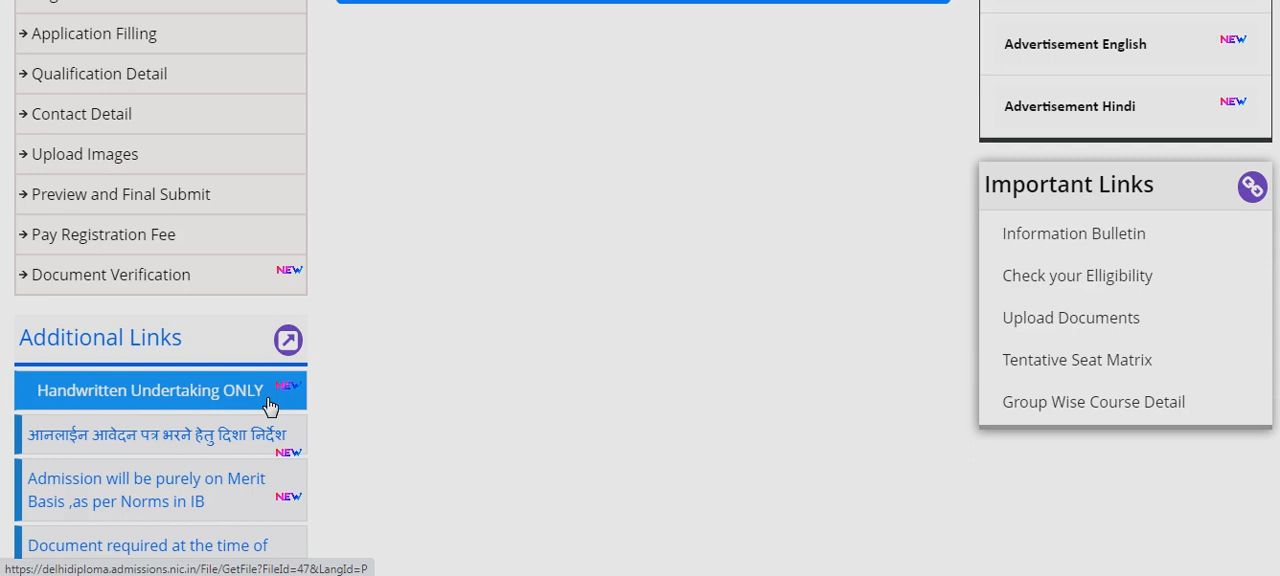 Application Filling
Qualification Detail
Contact Detail
Upload Images
Preview and Final Submit
Pay Registration Fee
Document Verification NEW
Additional Links
Handwritten Undertaking ONLY NEW
आनलाईन आवेदन पत्र भरने हेतु दिशा निर्देश
NEW
Admission will be purely on Merit
Basis ,as per Norms in IB NEW
Document required at the time of
https://delhidiploma.admissions.nic.in/File/GetFile?FileId=47&LangId=P
Advertisement English NEW
Advertisement Hindi NEW
Important Links
Information Bulletin
Check your Elligibility
Upload Documents
Tentative Seat Matrix
Group Wise Course Detail